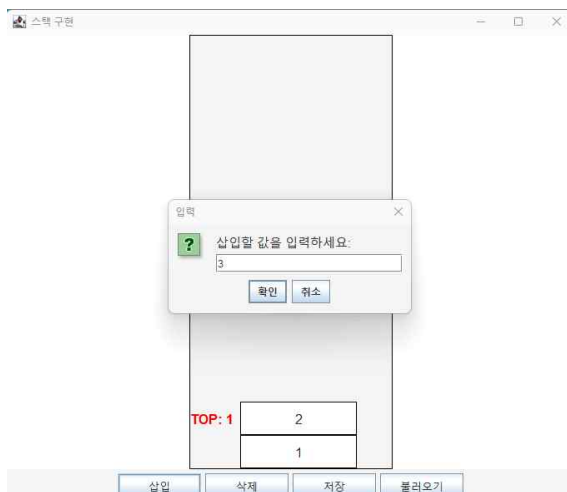 스택 구현
입력
?
삽입할 값을 입력하세요:
3
확인 취소
TOP: 1 2
1
삽입 삭제 저장 불러오기